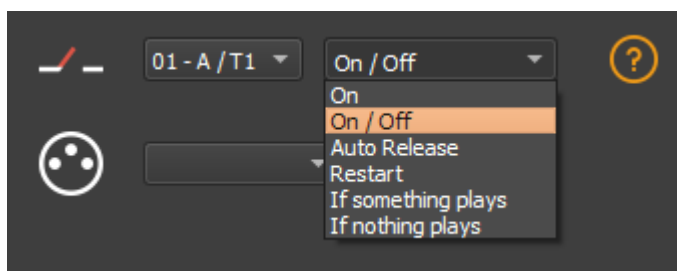 01 - A / T1
On / Off
?
On
On / Off
Auto Release
Restart
If something plays
If nothing plays